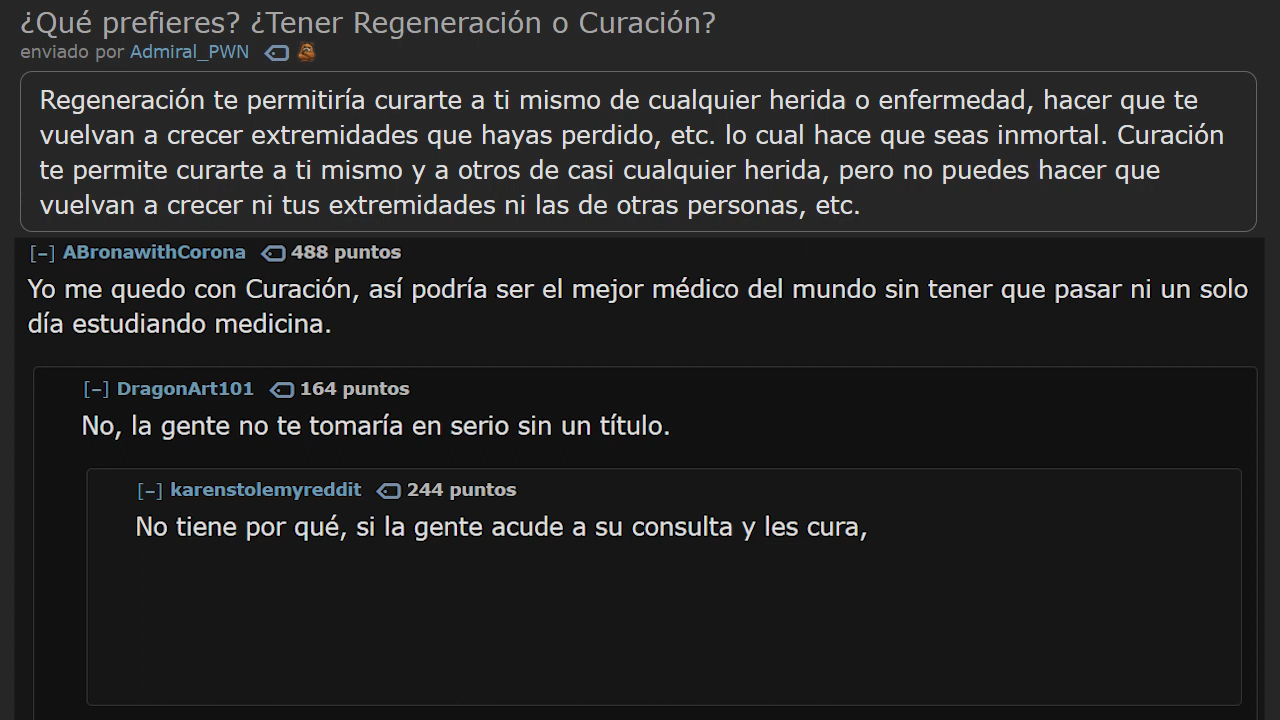 ¿Qué prefieres? ¿Tener Regeneración o Curación?
enviado por Admiral_PWN
Regeneración te permitiría curarte a ti mismo de cualquier herida o enfermedad, hacer que te
vuelvan a crecer extremidades que hayas perdido, etc. lo cual hace que seas inmortal. Curación
te permite curarte a ti mismo y a otros de casi cualquier herida, pero no puedes hacer que
vuelvan a crecer ni tus extremidades ni las de otras personas, etc.
[–] ABronawithCorona 488 puntos
Yo me quedo con Curación, así podría ser el mejor médico del mundo sin tener que pasar ni un solo
día estudiando medicina.
[–] DragonArt101 164 puntos
No, la gente no te tomaría en serio sin un título.
[–] karenstolemyreddit 244 puntos
No tiene por qué, si la gente acude a su consulta y les cura,